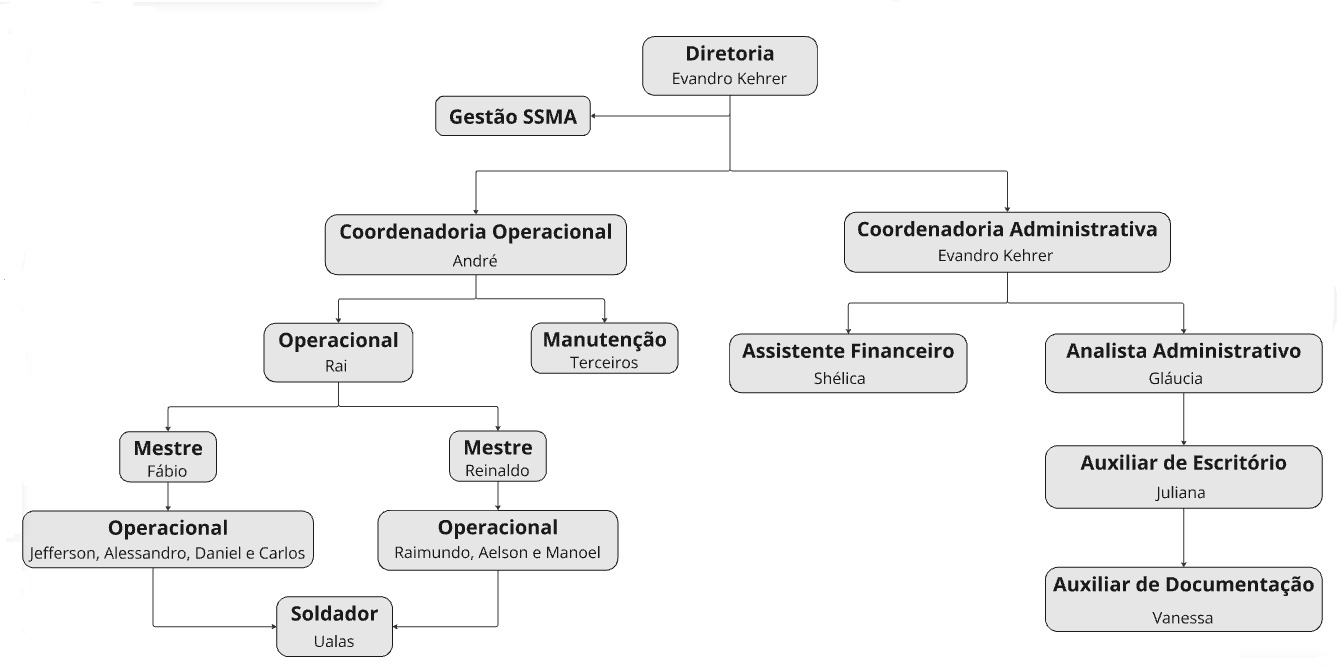 Diretoria
Evandro Kehrer
Gestão SSMA
Coordenadoria Operacional
André
Coordenadoria Administrativa
Evandro Kehrer
Operacional
Rai
Manutenção
Terceiros
Assistente Financeiro
Shélica
Analista Administrativo
Gláucia
Mestre
Fábio
Mestre
Reinaldo
Auxiliar de Escritório
Juliana
Operacional
Jefferson, Alessandro, Daniel e Carlos
Operacional
Raimundo, Aelson e Manoel
Auxiliar de Documentação
Vanessa
Soldador
Ualas